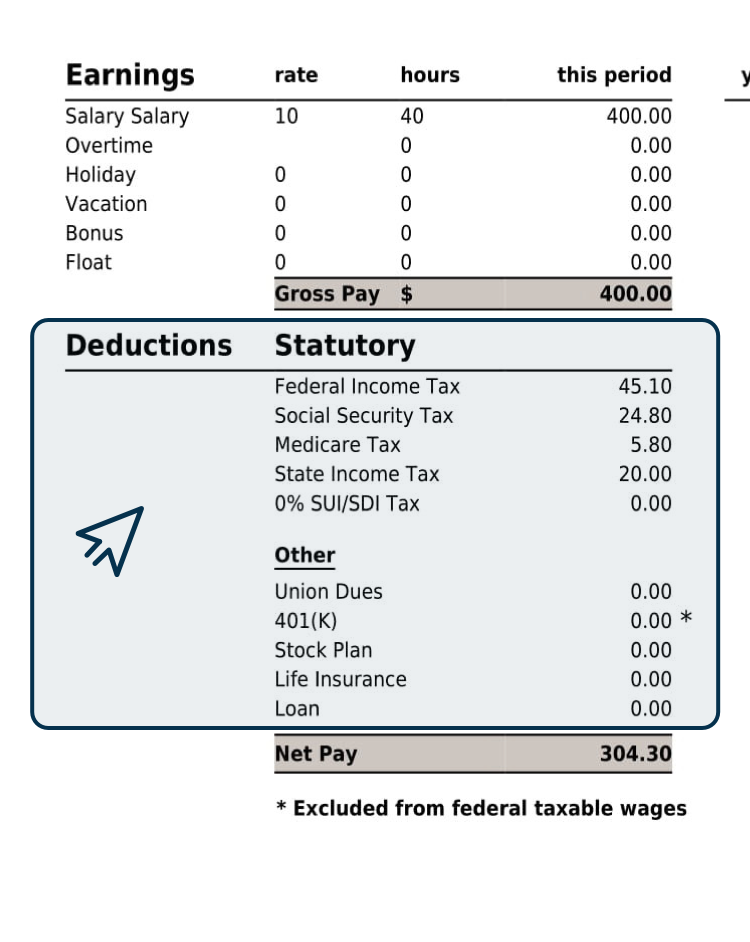 Earnings rate hours this period y
Salary Salary 10 40 400.00
Overtime 0 0.00
Holiday 0 0 0.00
Vacation 0 0 0.00
Bonus 0 0 0.00
Float 0 0 0.00
Gross Pay $ 400.00
Deductions Statutory
Federal Income Tax 45.10
Social Security Tax 24.80
Medicare Tax 5.80
State Income Tax 20.00
0% SUI/SDI Tax 0.00
Other
Union Dues 0.00
401(K) 0.00 *
Stock Plan 0.00
Life Insurance 0.00
Loan 0.00
Net Pay 304.30
* Excluded from federal taxable wages